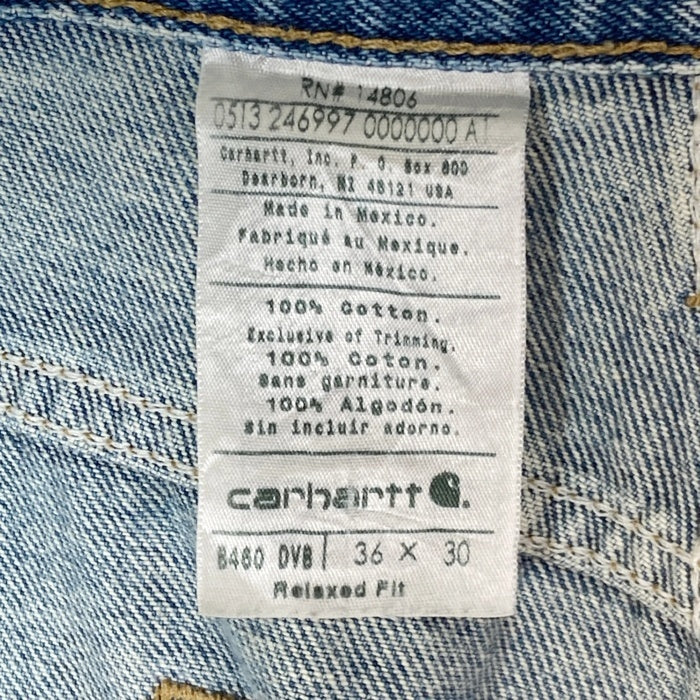 RN# 14806
0513 246997 0000000 A1
Carhartt, Inc. P. O. Box 600
Dearborn, MI 48121 USA
Made in Mexico.
Fabriqué au Mexique.
Hecho en México.
100% Cotton.
Exclusive of Trimming.
100% Coton.
Sans garniture.
100% Algodón.
Sin incluir adorno.
carhartt.
B460 DVB 36 X 30
Relaxed Fit